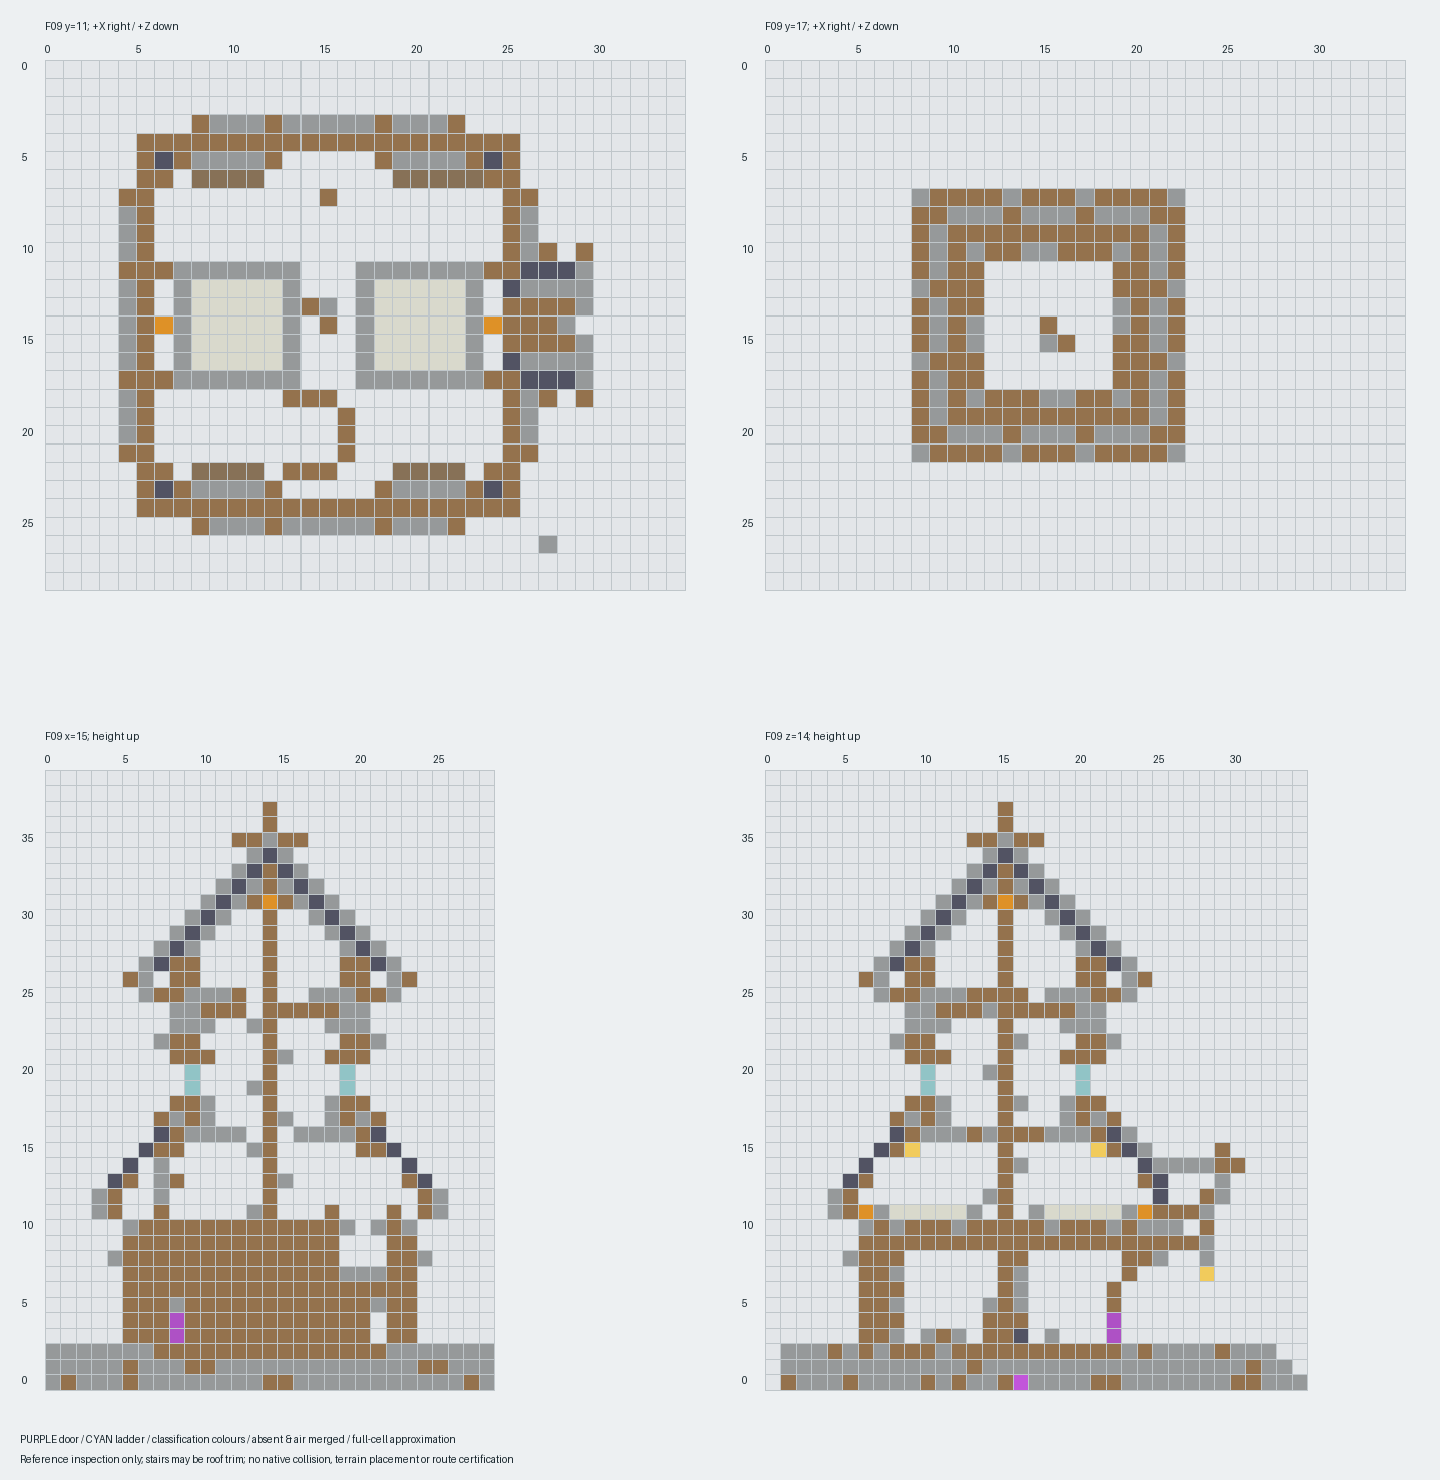 F09 y=11; +X right / +Z down
F09 y=17; +X right / +Z down
0 5 10 15 20 25 30
0 5 10 15 20 25 30
0
5
10
15
20
25
0
5
10
15
20
25
F09 x=15; height up
F09 z=14; height up
0 5 10 15 20 25
0 5 10 15 20 25 30
35
30
25
20
15
10
5
0
35
30
25
20
15
10
5
0
PURPLE door / CYAN ladder / classification colours / absent & air merged / full-cell approximation
Reference inspection only; stairs may be roof trim; no native collision, terrain placement or route certification